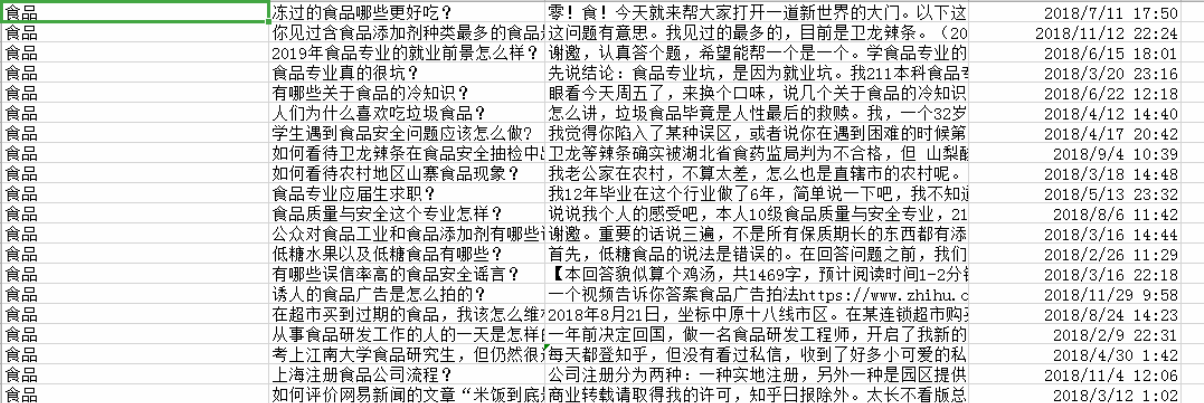 食品 冻过的食品哪些更好吃？ 零！食！今天就来帮大家打开一道新世界的大门。以下这 2018/7/11 17:50
食品 你见过含食品添加剂种类最多的食品 这问题有意思。我见过的最多的，目前是卫龙辣条。（20 2018/11/12 22:24
食品 2019年食品专业的就业前景怎么样？ 谢邀，认真答个题，希望能帮一个是一个。学食品专业的 2018/6/15 18:01
食品 食品专业真的很坑？ 先说结论：食品专业坑，是因为就业坑。我211本科食品专 2018/3/20 23:16
食品 有哪些关于食品的冷知识？ 眼看今天周五了，来换个口味，说几个关于食品的冷知识 2018/6/22 12:18
食品 人们为什么喜欢吃垃圾食品？ 怎么讲，垃圾食品毕竟是人性最后的救赎。我，一个32岁 2018/4/12 14:40
食品 学生遇到食品安全问题应该怎么做？ 我觉得你陷入了某种误区，或者说你在遇到困难的时候第 2018/4/17 20:42
食品 如何看待卫龙辣条在食品安全抽检中 卫龙等辣条确实被湖北省食药监局判为不合格，但 山梨酸 2018/9/4 10:39
食品 如何看待农村地区山寨食品现象？ 我老公家在农村，不算太差，怎么也是直辖市的农村呢。 2018/3/18 14:48
食品 食品专业应届生求职？ 我12年毕业在这个行业做了6年，简单说一下吧，我不知道 2018/5/13 23:32
食品 食品质量与安全这个专业怎样？ 说说我个人的感受吧，本人10级食品质量与安全专业，21 2018/8/6 11:42
食品 公众对食品工业和食品添加剂有哪些 谢邀。重要的话说三遍，不是所有保质期长的东西都有添 2018/3/16 14:44
食品 低糖水果以及低糖食品有哪些？ 首先，低糖食品的说法是错误的。在回答问题之前，我们 2018/2/26 11:29
食品 有哪些误信率高的食品安全谣言？ 【本回答貌似算个鸡汤，共1469字，预计阅读时间1-2分钟 2018/3/16 22:18
食品 诱人的食品广告是怎么拍的？ 一个视频告诉你答案食品广告拍法https://www.zhihu.c 2018/11/29 9:58
食品 在超市买到过期的食品，我该怎么维 2018年8月21日，坐标中原十八线市区。在某连锁超市购买 2018/8/24 14:23
食品 从事食品研发工作的人的一天是怎样 一年前决定回国，做一名食品研发工程师，开启了我新的 2018/2/9 22:31
食品 考上江南大学食品研究生，但仍然很 每天都登知乎，但没有看过私信，收到了好多小可爱的私 2018/4/30 1:42
食品 上海注册食品公司流程？ 公司注册分为两种：一种实地注册，另外一种是园区提供 2018/11/4 12:06
食品 如何评价网易新闻的文章“米饭到底 商业转载请取得我的许可，知乎日报除外。太长不看版总 2018/3/12 1:02